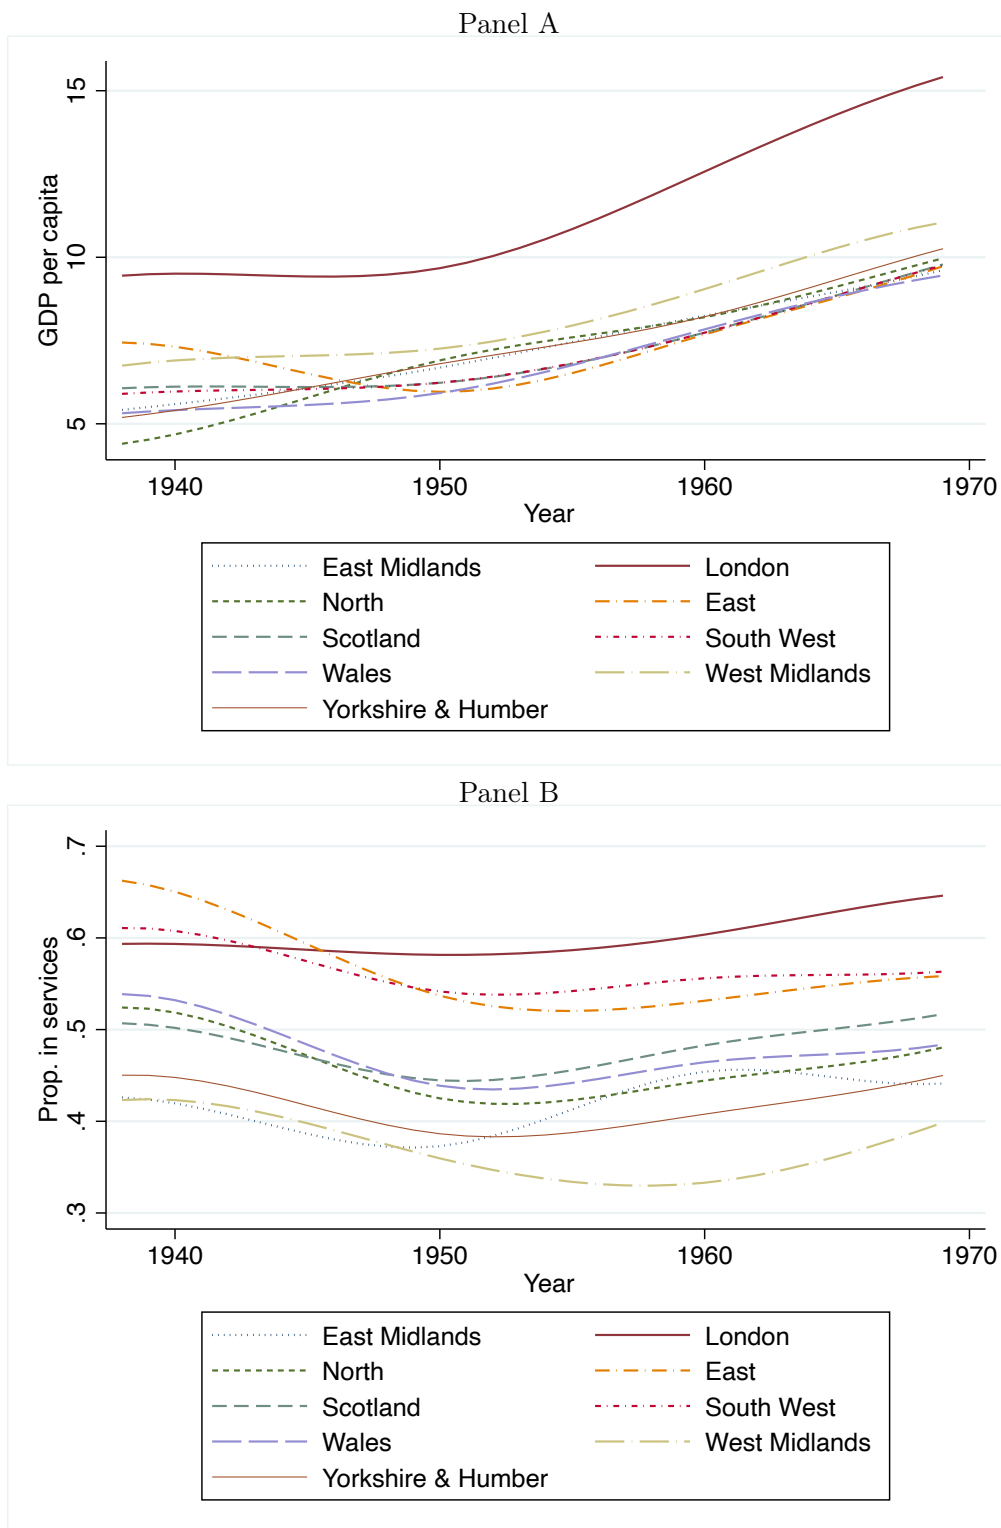 Panel A
15
10
5
GDP per capita
1940 1950 1960 1970
Year
East Midlands London
North East
Scotland South West
Wales West Midlands
Yorkshire & Humber
Panel B
.7
.6
.5
.4
.3
Prop. in services
1940 1950 1960 1970
Year
East Midlands London
North East
Scotland South West
Wales West Midlands
Yorkshire & Humber